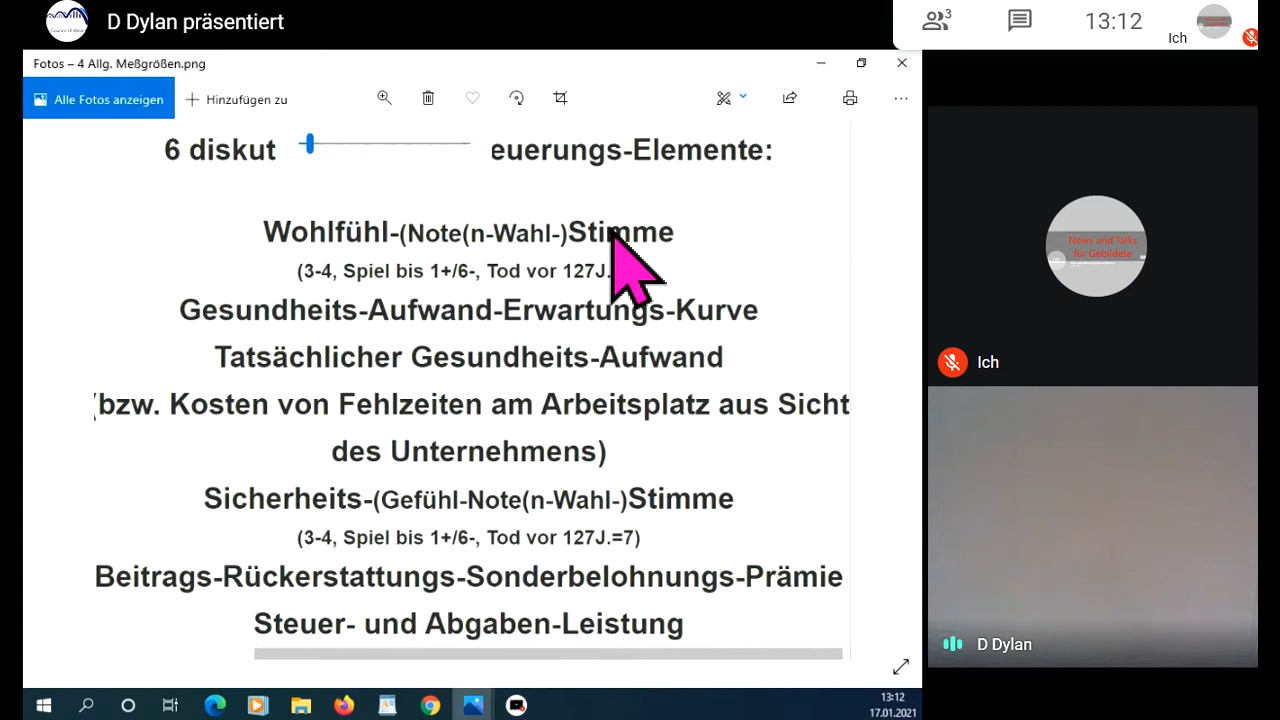 D Dylan präsentiert
3
13:12
Ich
Fotos – 4 Allg. Meßgrößen.png
Alle Fotos anzeigen
Hinzufügen zu
6 diskut euerungs-Elemente:
Wohlfühl-(Note(n-Wahl-)Stimme
(3-4, Spiel bis 1+/6-, Tod vor 127J.
Gesundheits-Aufwand-Erwartungs-Kurve
Tatsächlicher Gesundheits-Aufwand
(bzw. Kosten von Fehlzeiten am Arbeitsplatz aus Sicht
des Unternehmens)
Sicherheits-(Gefühl-Note(n-Wahl-)Stimme
(3-4, Spiel bis 1+/6-, Tod vor 127J.=7)
Beitrags-Rückerstattungs-Sonderbelohnungs-Prämie
Steuer- und Abgaben-Leistung
News und Talks
für Gebildete
Ich
D Dylan
13:12
17.01.2021